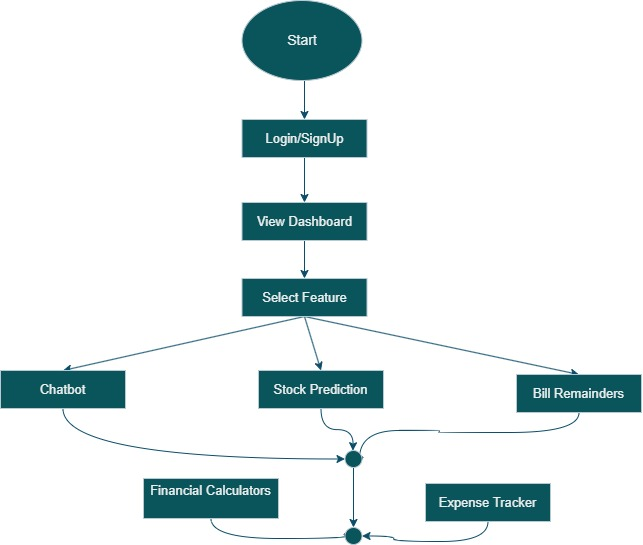 Start
Login/SignUp
View Dashboard
Select Feature
Chatbot
Stock Prediction
Bill Remainders
Financial Calculators
Expense Tracker